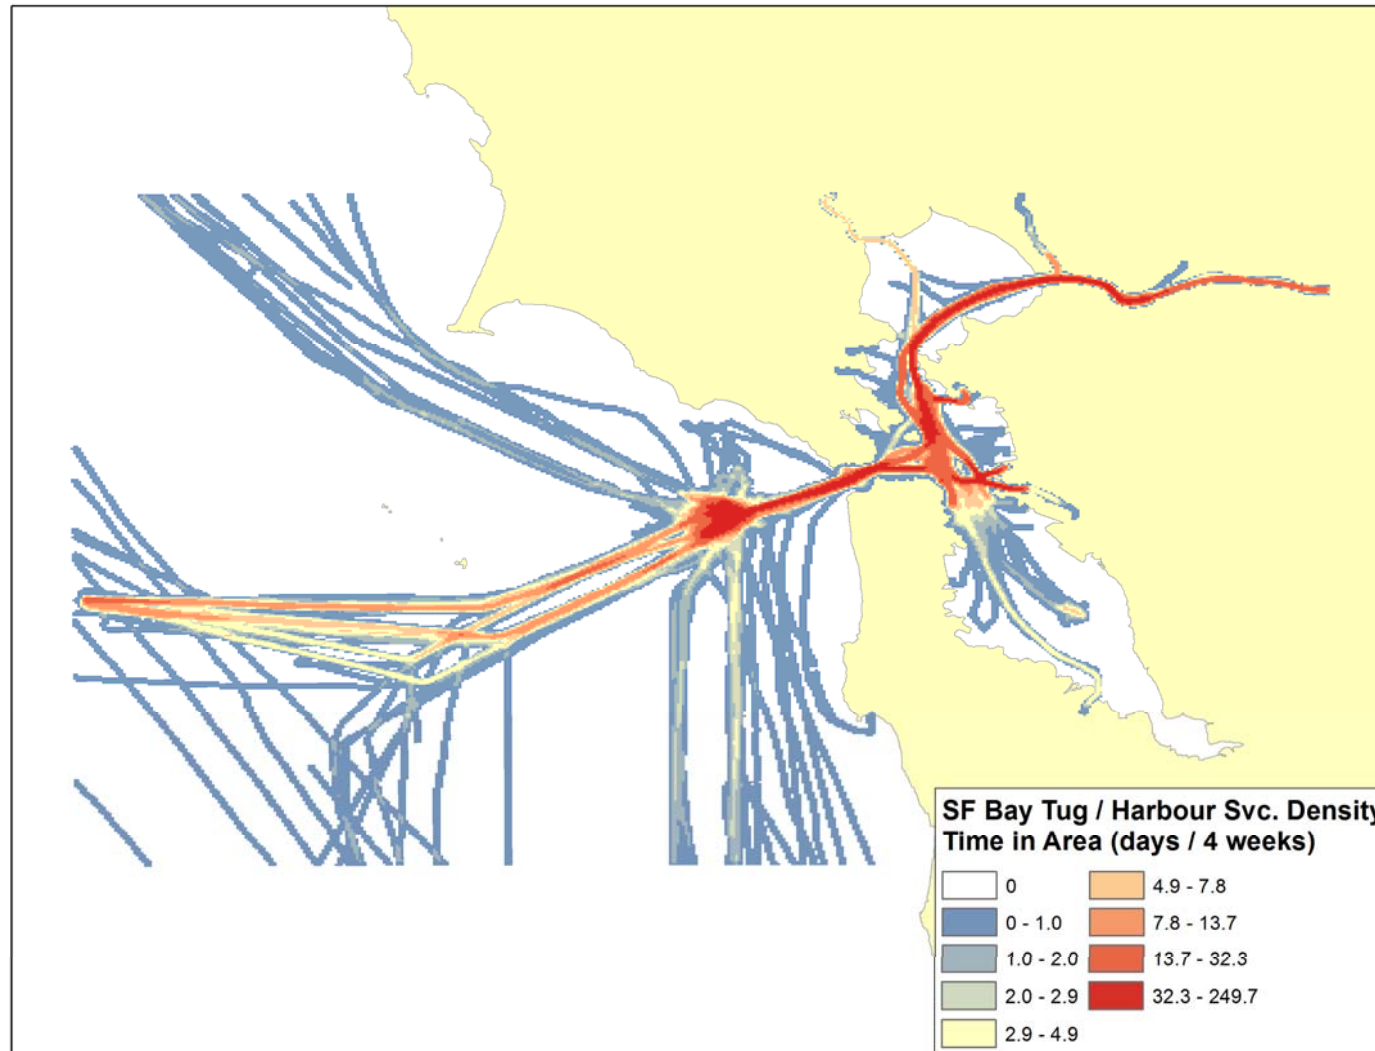 SF Bay Tug / Harbour Svc. Density
Time in Area (days / 4 weeks)
0
0 - 1.0
1.0 - 2.0
2.0 - 2.9
2.9 - 4.9
4.9 - 7.8
7.8 - 13.7
13.7 - 32.3
32.3 - 249.7